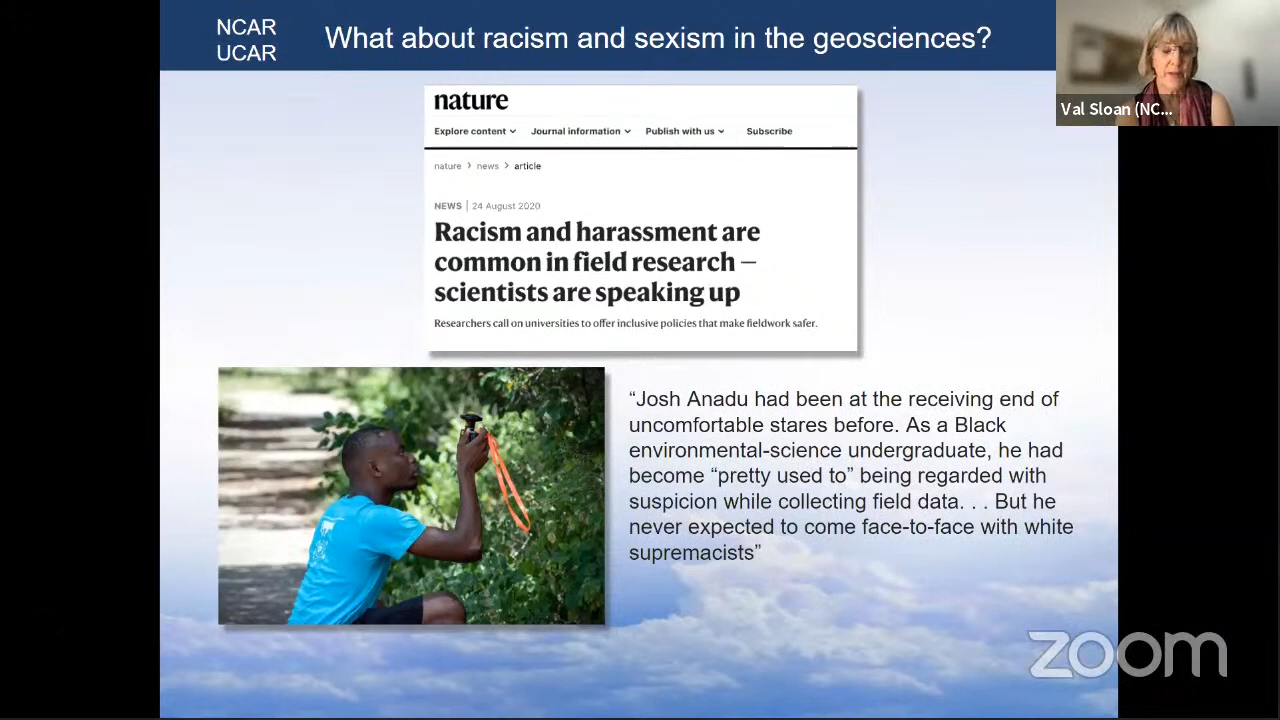 NCAR
UCAR
What about racism and sexism in the geosciences?
Val Sloan (NC...
nature
Explore content
Journal information
Publish with us
Subscribe
nature > news > article
NEWS | 24 August 2020
Racism and harassment are
common in field research —
scientists are speaking up
Researchers call on universities to offer inclusive policies that make fieldwork safer.
“Josh Anadu had been at the receiving end of
uncomfortable stares before. As a Black
environmental-science undergraduate, he had
become “pretty used to” being regarded with
suspicion while collecting field data. . . But he
never expected to come face-to-face with white
supremacists”
zoom